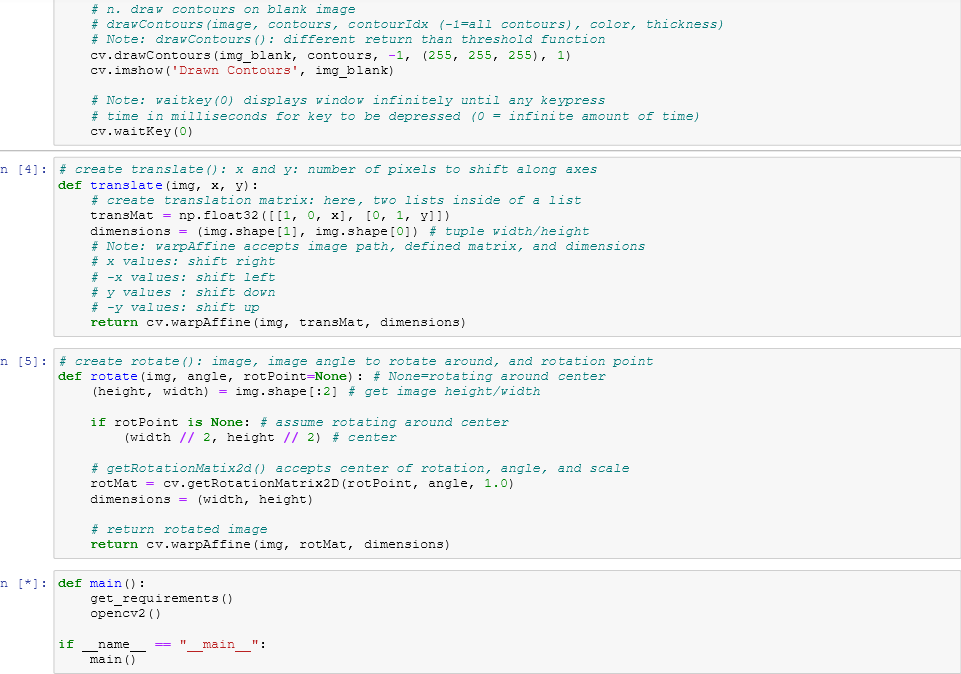 # n. draw contours on blank image
# drawContours(image, contours, contourIdx (-1=all contours), color, thickness)
# Note: drawContours(): different return than threshold function
cv.drawContours(img_blank, contours, -1, (255, 255, 255), 1)
cv.imshow('Drawn Contours', img_blank)
# Note: waitkey(0) displays window infinitely until any keypress
# time in milliseconds for key to be depressed (0 = infinite amount of time)
cv.waitKey(0)
n [4]: # create translate(): x and y: number of pixels to shift along axes
def translate(img, x, y):
# create translation matrix: here, two lists inside of a list
transMat = np.float32([[1, 0, x], [0, 1, y]])
dimensions = (img.shape[1], img.shape[0]) # tuple width/height
# Note: warpAffine accepts image path, defined matrix, and dimensions
# x values: shift right
# -x values: shift left
# y values : shift down
# -y values: shift up
return cv.warpAffine(img, transMat, dimensions)
n [5]: # create rotate(): image, image angle to rotate around, and rotation point
def rotate(img, angle, rotPoint=None): # None=rotating around center
(height, width) = img.shape[:2] # get image height/width
if rotPoint is None: # assume rotating around center
(width // 2, height // 2) # center
# getRotationMatix2d() accepts center of rotation, angle, and scale
rotMat = cv.getRotationMatrix2D(rotPoint, angle, 1.0)
dimensions = (width, height)
# return rotated image
return cv.warpAffine(img, rotMat, dimensions)
n [*]: def main():
get_requirements()
opencv2()
if __name__ == "__main__":
main()